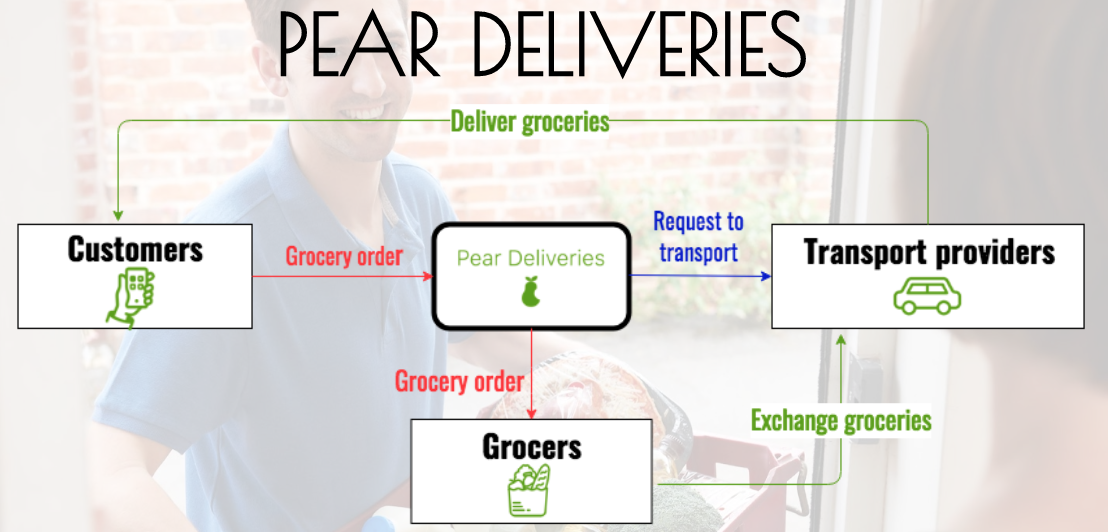 PEAR DELIVERIES
Deliver groceries
Customers
Grocery order
Pear Deliveries
Request to
transport
Transport providers
Grocery order
Exchange groceries
Grocers